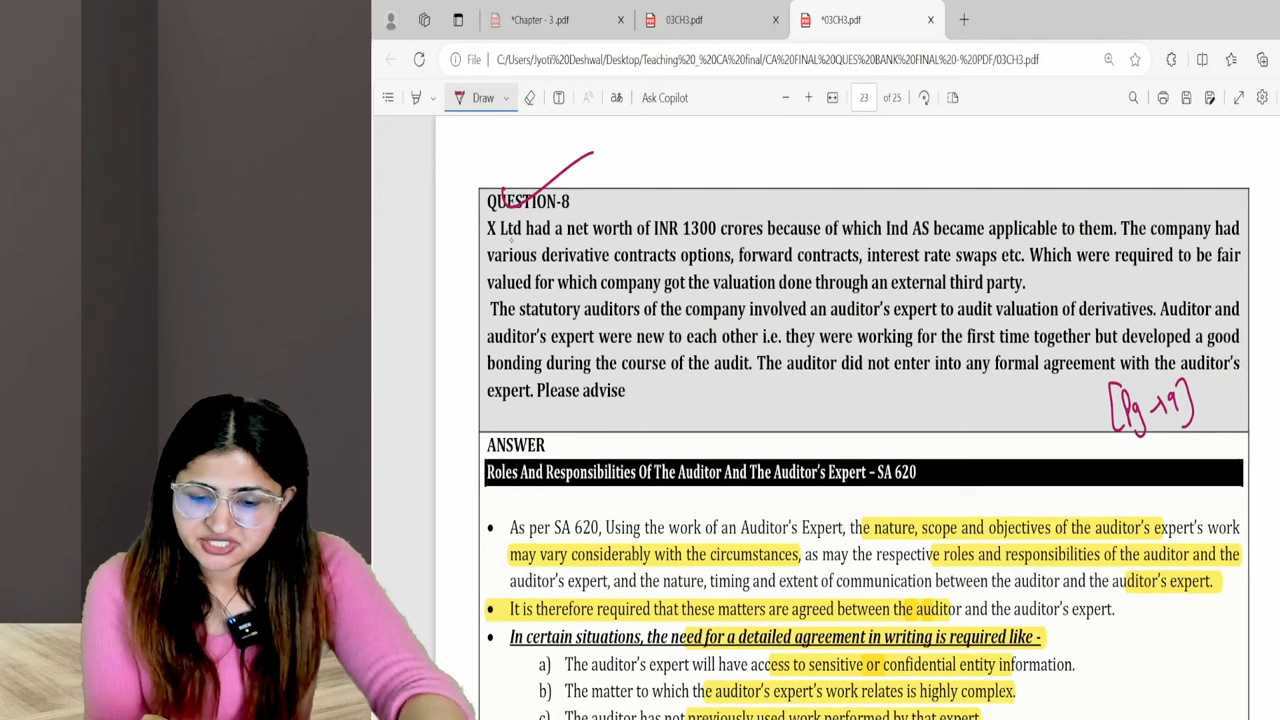 *Chapter - 3 .pdf
03CH3.pdf
*03CH3.pdf
File
C:/Users/Jyoti%20Deshwal/Desktop/Teaching%20_%20CA%20final/CA%20FINAL%20QUES%20BANK%20FINAL%20-%20PDF/03CH3.pdf
Draw
Ask Copilot
23
of 25
QUESTION-8
X Ltd had a net worth of INR 1300 crores because of which Ind AS became applicable to them. The company had
various derivative contracts options, forward contracts, interest rate swaps etc. Which were required to be fair
valued for which company got the valuation done through an external third party.
The statutory auditors of the company involved an auditor's expert to audit valuation of derivatives. Auditor and
auditor's expert were new to each other i.e. they were working for the first time together but developed a good
bonding during the course of the audit. The auditor did not enter into any formal agreement with the auditor's
expert. Please advise
ANSWER
Roles And Responsibilities Of The Auditor And The Auditor's Expert – SA 620
• As per SA 620, Using the work of an Auditor's Expert, the nature, scope and objectives of the auditor's expert's work
may vary considerably with the circumstances, as may the respective roles and responsibilities of the auditor and the
auditor's expert, and the nature, timing and extent of communication between the auditor and the auditor's expert.
• It is therefore required that these matters are agreed between the auditor and the auditor's expert.
• In certain situations, the need for a detailed agreement in writing is required like -
a) The auditor's expert will have access to sensitive or confidential entity information.
b) The matter to which the auditor's expert's work relates is highly complex.
c) The auditor has not previously used work performed by that expert